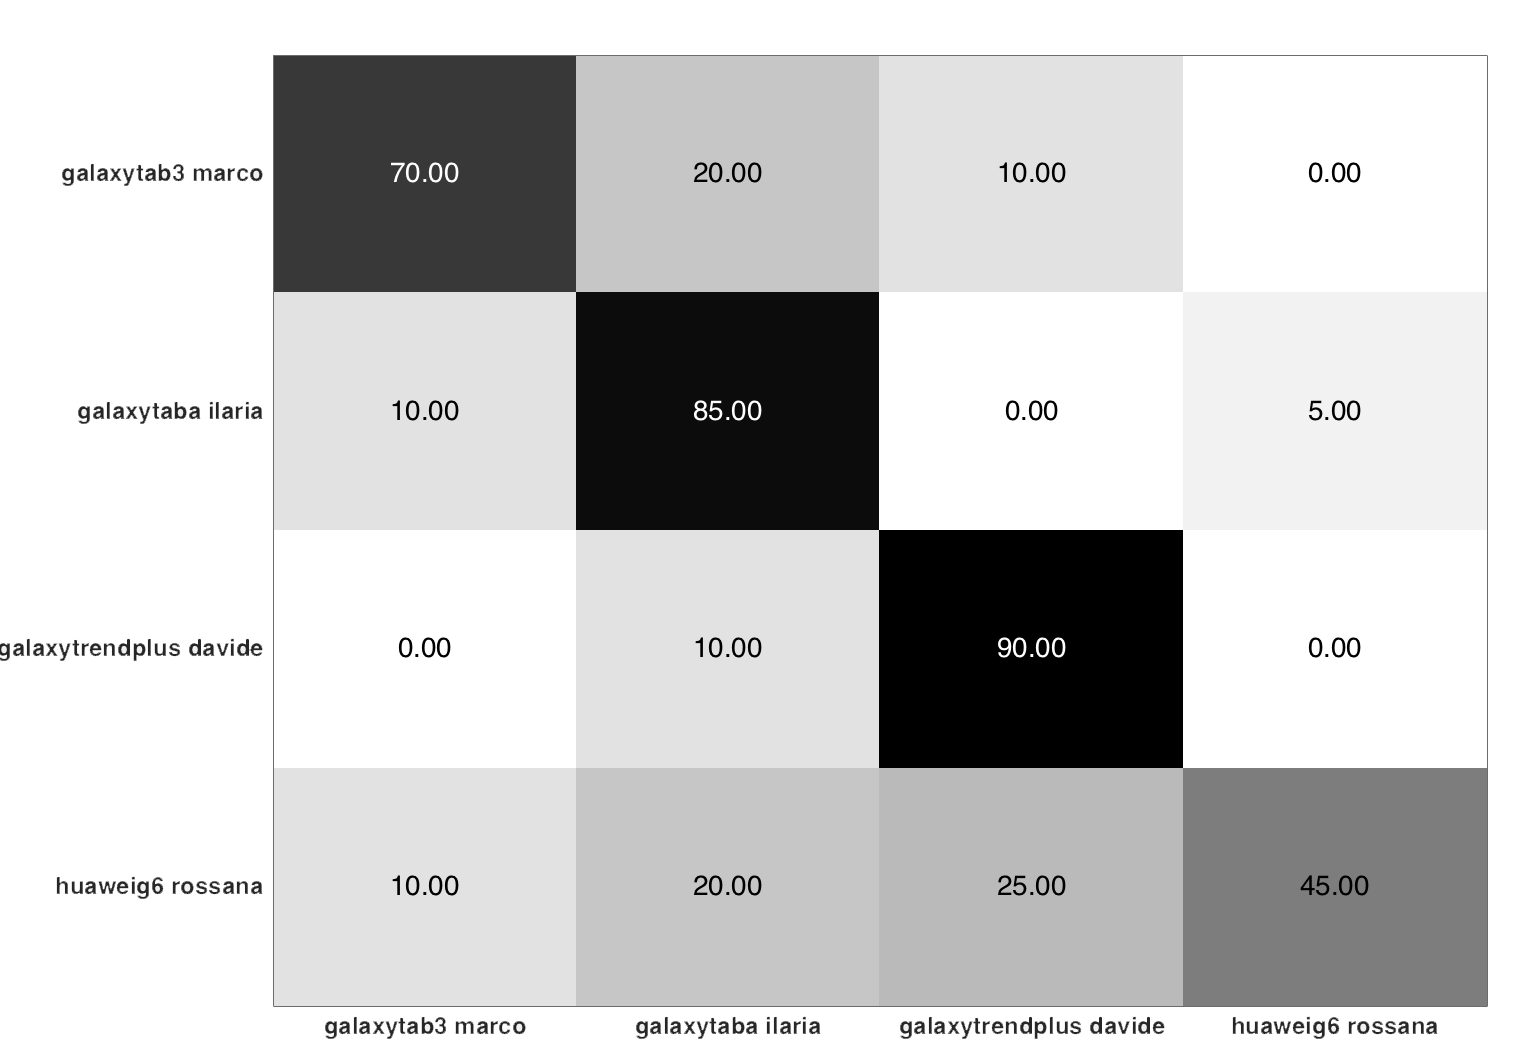 galaxytab3 marco 70.00 20.00 10.00 0.00
galaxytaba ilaria 10.00 85.00 0.00 5.00
galaxytrendplus davide 0.00 10.00 90.00 0.00
huaweig6 rossana 10.00 20.00 25.00 45.00
galaxytab3 marco galaxytaba ilaria galaxytrendplus davide huaweig6 rossana